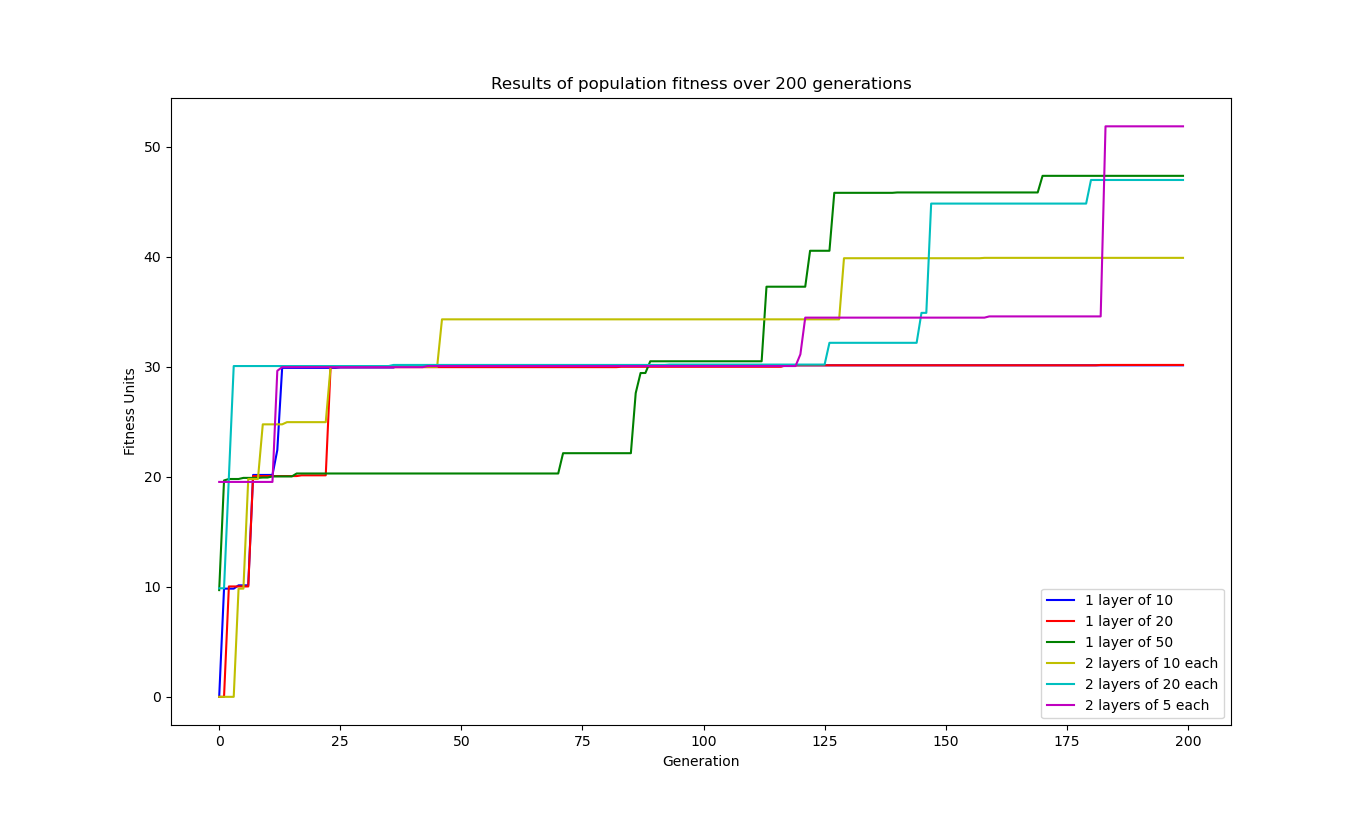 Results of population fitness over 200 generations
50
40
30
20
10
0
Fitness Units
0 25 50 75 100 125 150 175 200
Generation
1 layer of 10
1 layer of 20
1 layer of 50
2 layers of 10 each
2 layers of 20 each
2 layers of 5 each